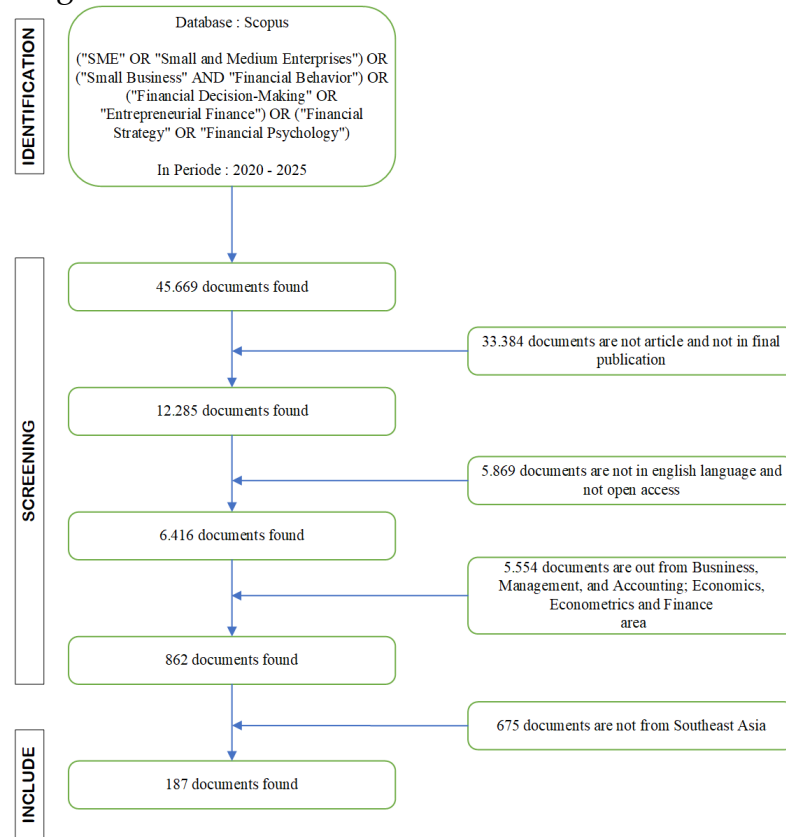 IDENTIFICATION
Database : Scopus
("SME" OR "Small and Medium Enterprises") OR
("Small Business" AND "Financial Behavior") OR
("Financial Decision-Making" OR
"Entrepreneurial Finance") OR ("Financial
Strategy" OR "Financial Psychology")
In Periode : 2020 - 2025
SCREENING
45.669 documents found
33.384 documents are not article and not in final
publication
12.285 documents found
5.869 documents are not in english language and
not open access
6.416 documents found
5.554 documents are out from Busniness,
Management, and Accounting; Economics,
Econometrics and Finance
area
862 documents found
675 documents are not from Southeast Asia
INCLUDE
187 documents found